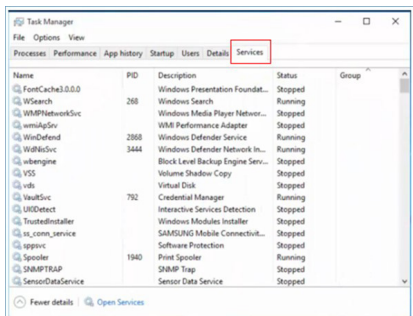 Task Manager
File Options View
Processes Performance App history Startup Users Details Services
Name PID Description Status Group
FontCache3.0.0.0 Windows Presentation Foundat... Stopped
WSearch 268 Windows Search Running
WMPNetworkSvc Windows Media Player Networ... Stopped
wmiApSrv WMI Performance Adapter Stopped
WinDefend 2868 Windows Defender Service Running
WdNisSvc 3444 Windows Defender Network In... Running
wbengine Block Level Backup Engine Serv... Stopped
VSS Volume Shadow Copy Stopped
vds Virtual Disk Stopped
VaultSvc 792 Credential Manager Running
UI0Detect Interactive Services Detection Stopped
TrustedInstaller Windows Modules Installer Stopped
ss_conn_service SAMSUNG Mobile Connectivit... Stopped
sppsvc Software Protection Stopped
Spooler 1940 Print Spooler Running
SNMPTRAP SNMP Trap Stopped
SensorDataService Sensor Data Service Stopped
Fewer details Open Services